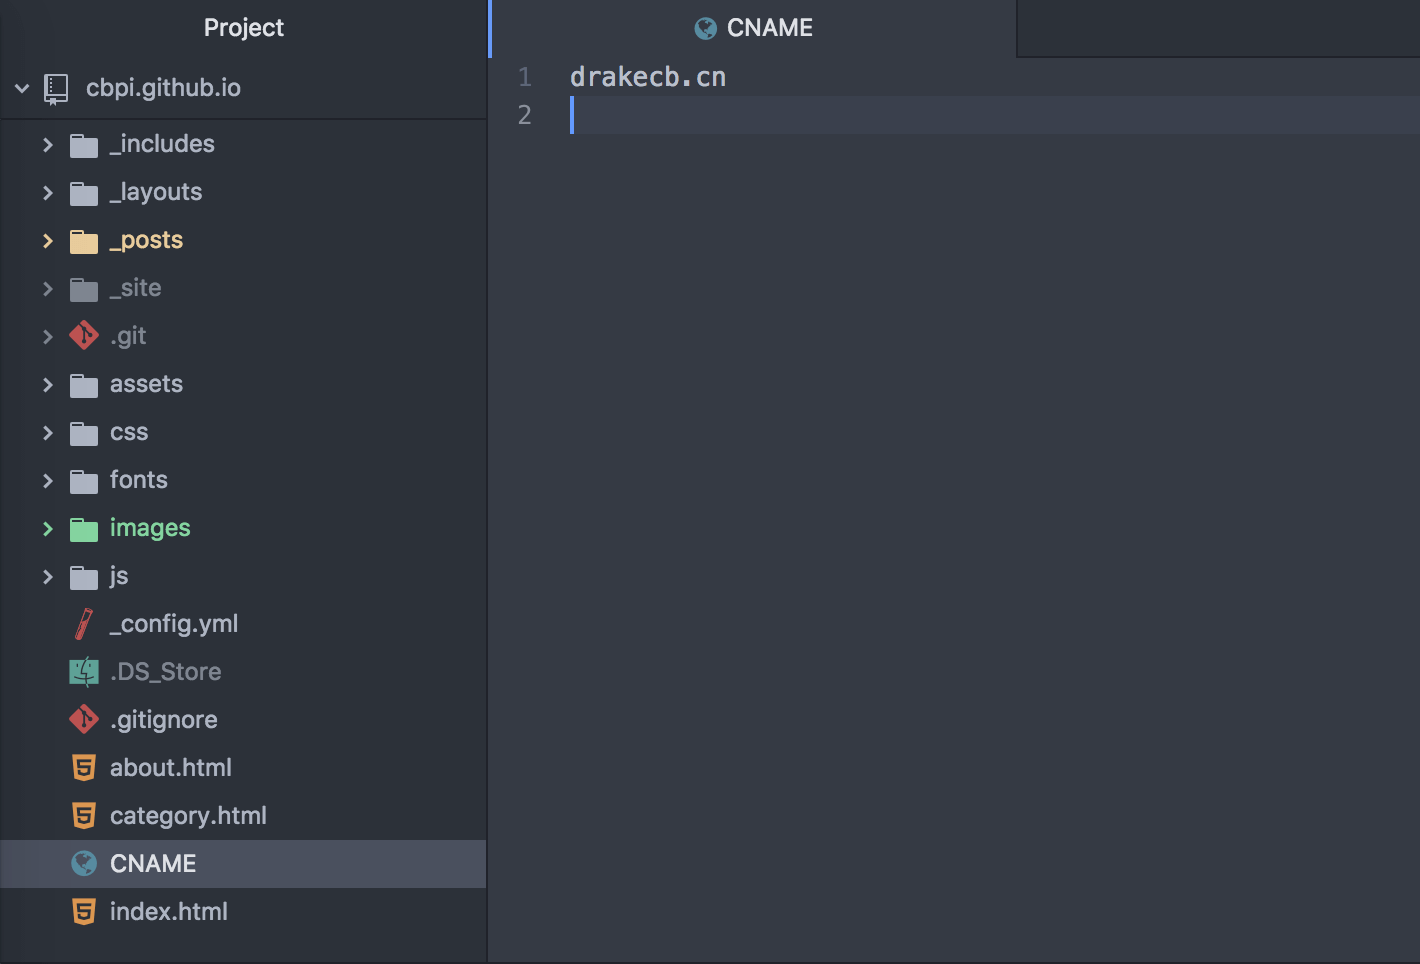 Project
cbpi.github.io
_includes
_layouts
_posts
_site
.git
assets
css
fonts
images
js
_config.yml
.DS_Store
.gitignore
about.html
category.html
CNAME
index.html
CNAME
1 drakecb.cn
2